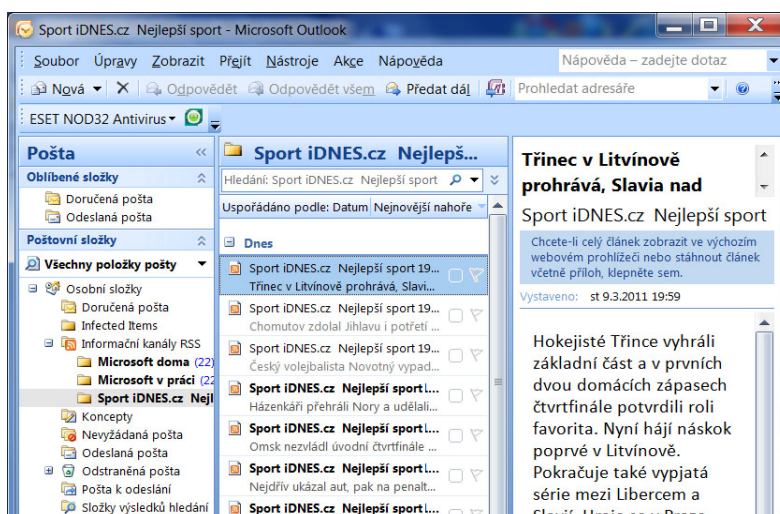 Sport iDNES.cz Nejlepší sport - Microsoft Outlook
Soubor Úpravy Zobrazit Přejít Nástroje Akce Nápověda Nápověda – zadejte dotaz
Nová Odpovědět Odpovědět všem Předat dál Prohledat adresáře
ESET NOD32 Antivirus
Pošta
Oblíbené složky
Doručená pošta
Odeslaná pošta
Poštovní složky
Všechny položky pošty
Osobní složky
Doručená pošta
Infected Items
Informační kanály RSS
Microsoft doma (22)
Microsoft v práci (22
Sport iDNES.cz Nejl
Koncepty
Nevyžádaná pošta
Odeslaná pošta
Odstraněná pošta
Pošta k odeslání
Složky výsledků hledání
Sport iDNES.cz Nejlepš...
Hledání: Sport iDNES.cz Nejlepší sport
Uspořádáno podle: Datum Nejnovější nahoře
Dnes
Sport iDNES.cz Nejlepší sport 19...
Třinec v Litvínově prohrává, Slavi...
Sport iDNES.cz Nejlepší sport 19...
Chomutov zdolal Jihlavu i potřetí ...
Sport iDNES.cz Nejlepší sport 19...
Český volejbalista Novotný vypad...
Sport iDNES.cz Nejlepší sport ...
Házenkáři přehráli Nory a udělali...
Sport iDNES.cz Nejlepší sport ...
Omsk nezvládl úvodní čtvrtfinále ...
Sport iDNES.cz Nejlepší sport ...
Nejdřív ukázal aut, pak na penalt...
Sport iDNES.cz Nejlepší sport ...
Třinec v Litvínově
prohrává, Slavia nad
Sport iDNES.cz Nejlepší sport
Chcete-li celý článek zobrazit ve výchozím
webovém prohlížeči nebo stáhnout článek
včetně příloh, klepněte sem.
Vystaveno: st 9.3.2011 19:59
Hokejisté Třince vyhráli
základní část a v prvních
dvou domácích zápasech
čtvrtfinále potvrdili roli
favorita. Nyní hájí náskok
poprvé v Litvínově.
Pokračuje také vypjatá
série mezi Libercem a